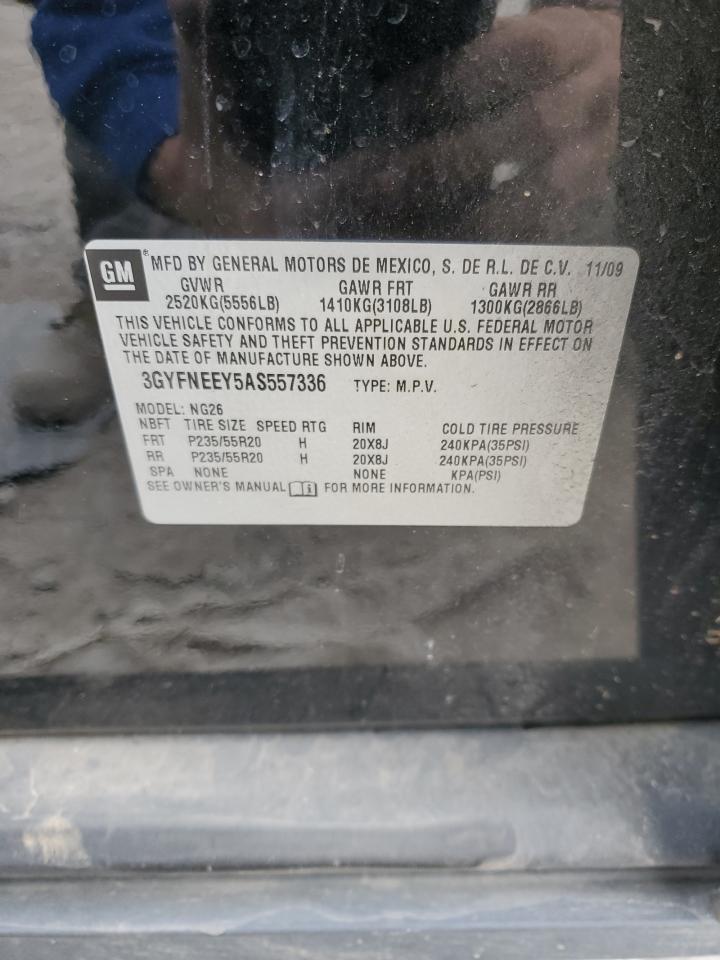 GM® MFD BY GENERAL MOTORS DE MEXICO, S. DE R.L. DE C.V. 11/09
GVWR GAWR FRT GAWR RR
2520KG(5556LB) 1410KG(3108LB) 1300KG(2866LB)
THIS VEHICLE CONFORMS TO ALL APPLICABLE U.S. FEDERAL MOTOR
VEHICLE SAFETY AND THEFT PREVENTION STANDARDS IN EFFECT ON
THE DATE OF MANUFACTURE SHOWN ABOVE.
3GYFNEEY5AS557336 TYPE: M.P.V.
MODEL: NG26
NBFT TIRE SIZE SPEED RTG RIM COLD TIRE PRESSURE
FRT P235/55R20 H 20X8J 240KPA(35PSI)
RR P235/55R20 H 20X8J 240KPA(35PSI)
SPA NONE NONE KPA(PSI)
SEE OWNER'S MANUAL i FOR MORE INFORMATION.